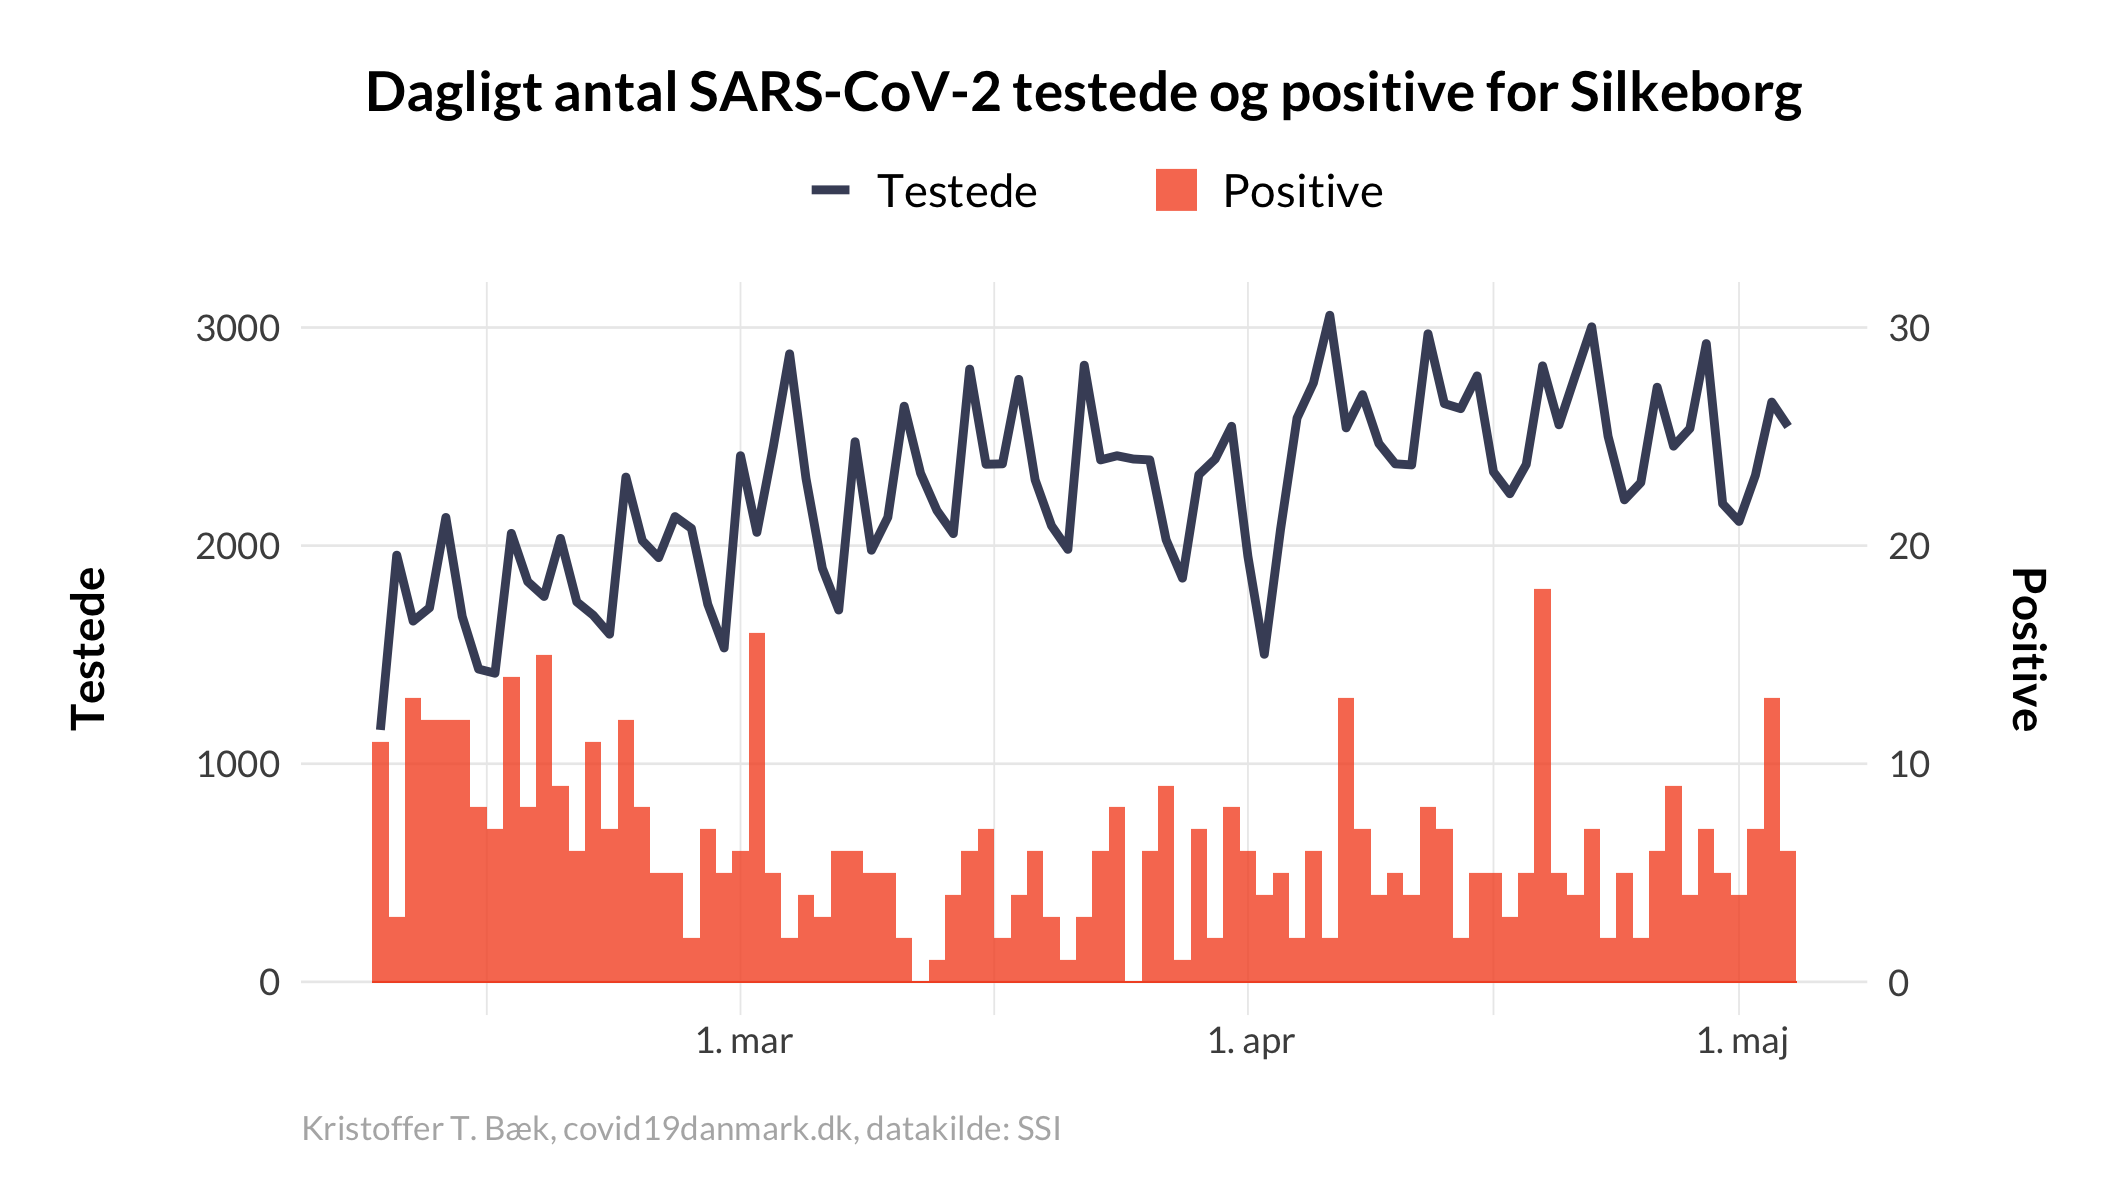 Dagligt antal SARS-CoV-2 testede og positive for Silkeborg
Testede
Positive
3000
2000
1000
0
Testede
30
20
10
0
Positive
1. mar
1. apr
1. maj
Kristoffer T. Bæk, covid19danmark.dk, datakilde: SSI